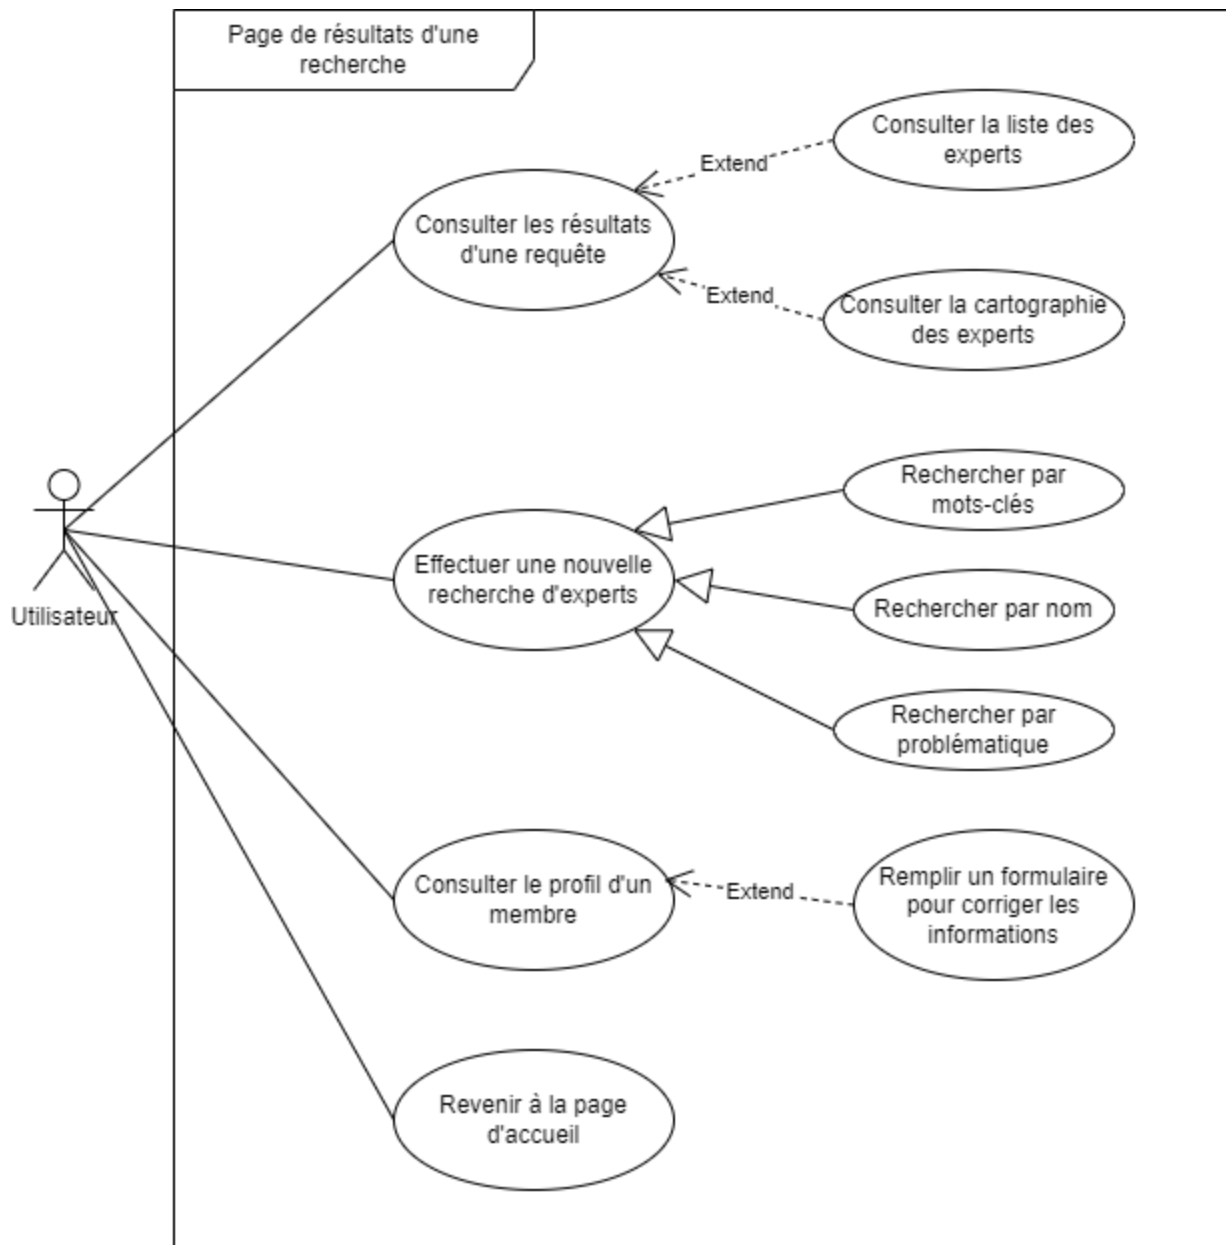 Page de résultats d'une
recherche
Consulter la liste des
experts
Extend
Consulter les résultats
d'une requête
Extend
Consulter la cartographie
des experts
Rechercher par
mots-clés
Effectuer une nouvelle
recherche d'experts
Rechercher par nom
Utilisateur
Rechercher par
problématique
Consulter le profil d'un
membre
Extend
Remplir un formulaire
pour corriger les
informations
Revenir à la page
d'accueil